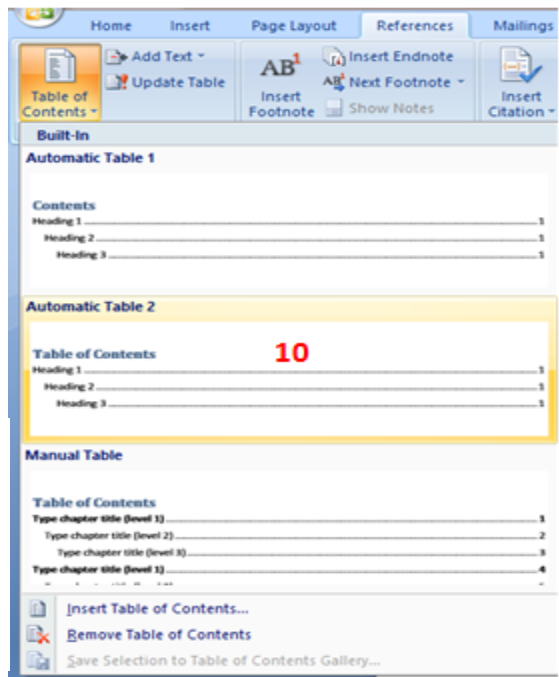 Home Insert Page Layout References Mailings
Table of Contents
Add Text
Update Table
AB1
Insert Footnote
Insert Endnote
AB Next Footnote
Show Notes
Insert Citation
Built-In
Automatic Table 1
Contents
Heading 1 1
Heading 2 1
Heading 3 1
Automatic Table 2
10
Table of Contents
Heading 1 1
Heading 2 1
Heading 3 1
Manual Table
Table of Contents
Type chapter title (level 1) 1
Type chapter title (level 2) 2
Type chapter title (level 3) 3
Type chapter title (level 1) 4
Insert Table of Contents...
Remove Table of Contents
Save Selection to Table of Contents Gallery...